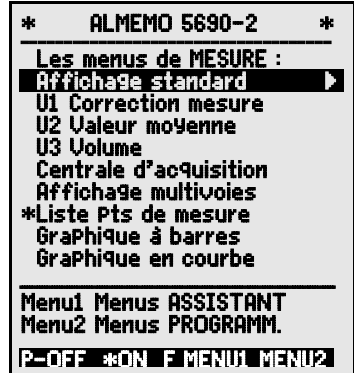 * ALMEMO 5690-2 *
Les menus de MESURE :
Affichage standard ▶
U1 Correction mesure
U2 Valeur moyenne
U3 Volume
Centrale d'acquisition
Affichage multivoies
*Liste Pts de mesure
Graphique à barres
Graphique en courbe
Menu1 Menus ASSISTANT
Menu2 Menus PROGRAMM.
P-OFF *ON F MENU1 MENU2